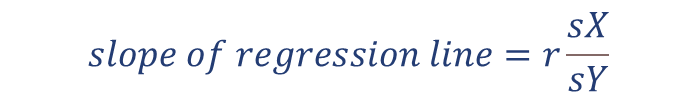 slope of regression line = r sX/sY